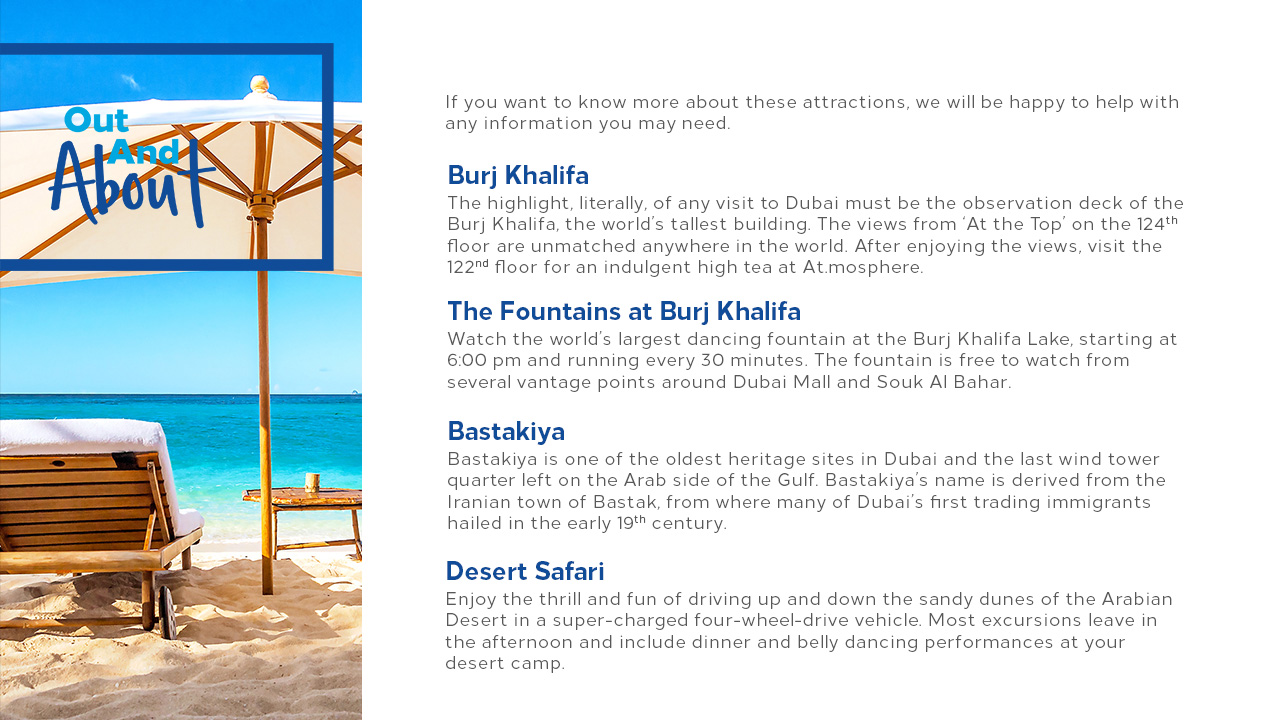 Out
And
About
If you want to know more about these attractions, we will be happy to help with
any information you may need.
Burj Khalifa
The highlight, literally, of any visit to Dubai must be the observation deck of the
Burj Khalifa, the world’s tallest building. The views from ‘At the Top’ on the 124th
floor are unmatched anywhere in the world. After enjoying the views, visit the
122nd floor for an indulgent high tea at At.mosphere.
The Fountains at Burj Khalifa
Watch the world’s largest dancing fountain at the Burj Khalifa Lake, starting at
6:00 pm and running every 30 minutes. The fountain is free to watch from
several vantage points around Dubai Mall and Souk Al Bahar.
Bastakiya
Bastakiya is one of the oldest heritage sites in Dubai and the last wind tower
quarter left on the Arab side of the Gulf. Bastakiya’s name is derived from the
Iranian town of Bastak, from where many of Dubai’s first trading immigrants
hailed in the early 19th century.
Desert Safari
Enjoy the thrill and fun of driving up and down the sandy dunes of the Arabian
Desert in a super-charged four-wheel-drive vehicle. Most excursions leave in
the afternoon and include dinner and belly dancing performances at your
desert camp.